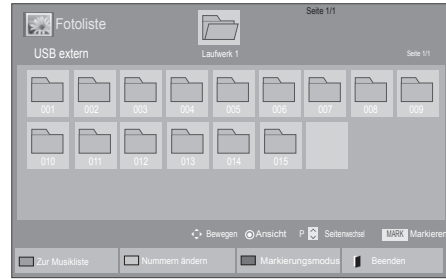 Seite 1/1
Fotoliste
USB extern
Laufwerk 1
Seite 1/1
001 002 003 004 005 006 007 008 009
010 011 012 013 014 015
Bewegen Ansicht P Seitenwechsel MARK Markieren
Zur Musikliste Nummern ändern Markierungsmodus Beenden